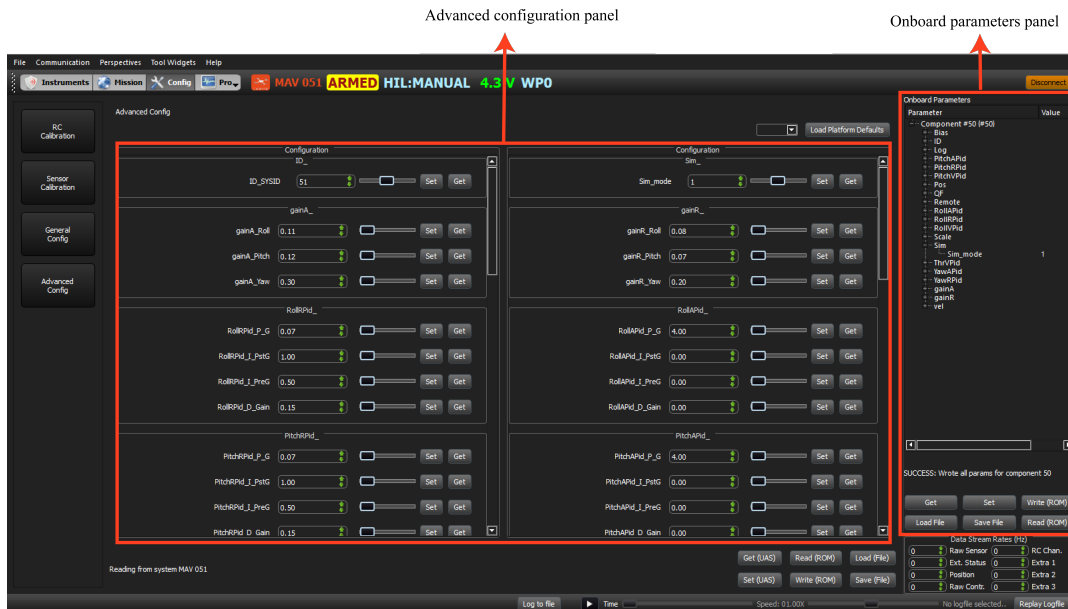 Advanced configuration panel
Onboard parameters panel
File Communication Perspectives Tool Widgets Help
Instruments Mission Config Pro MAV 051 ARMED HIL:MANUAL 4.3 V WP0 Disconnect
Advanced Config
Load Platform Defaults
RC
Calibration
Sensor
Calibration
General
Config
Advanced
Config
Configuration
ID_
ID_SYSID 51 Set Get
gainA_
gainA_Roll 0.11 Set Get
gainA_Pitch 0.12 Set Get
gainA_Yaw 0.30 Set Get
RollRPid_
RollRPid_P_G 0.07 Set Get
RollRPid_I_PstG 1.00 Set Get
RollRPid_I_PreG 0.50 Set Get
RollRPid_D_Gain 0.15 Set Get
PitchRPid_
PitchRPid_P_G 0.07 Set Get
PitchRPid_I_PstG 1.00 Set Get
PitchRPid_I_PreG 0.50 Set Get
PitchRPid D Gain 0.15 Set Get
Configuration
Sim_
Sim_mode 1 Set Get
gainR_
gainR_Roll 0.08 Set Get
gainR_Pitch 0.07 Set Get
gainR_Yaw 0.20 Set Get
RollAPid_
RollAPid_P_G 4.00 Set Get
RollAPid_I_PstG 0.00 Set Get
RollAPid_I_PreG 0.00 Set Get
RollAPid_D_Gain 0.00 Set Get
PitchAPid_
PitchAPid_P_G 4.00 Set Get
PitchAPid_I_PstG 0.00 Set Get
PitchAPid_I_PreG 0.00 Set Get
PitchAPid D Gain 0.00 Set Get
Get (UAS) Read (ROM) Load (File)
Set (UAS) Write (ROM) Save (File)
Reading from system MAV 051
Onboard Parameters
Parameter Value
Component #50 (#50)
Bias
ID
Log
PitchAPid
PitchRPid
PitchVPid
Pos
QF
Remote
RollAPid
RollRPid
RollVPid
Scale
Sim
Sim_mode 1
ThrVPid
YawAPid
YawRPid
gainA
gainR
vel
SUCCESS: Wrote all params for component 50
Get Set Write (ROM)
Load File Save File Read (ROM)
Data Stream Rates (Hz)
0 Raw Sensor 0 RC Chan.
0 Ext. Status 0 Extra 1
0 Position 0 Extra 2
0 Raw Contr. 0 Extra 3
Log to file Time Speed: 01.00X No logfile selected.. Replay Logfile